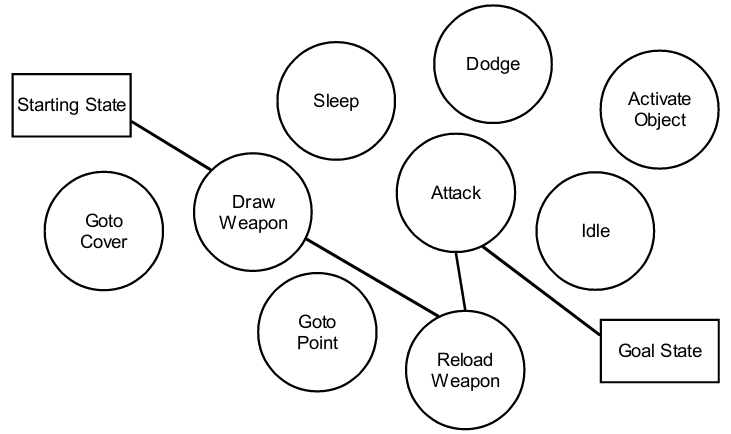 Dodge
Sleep
Starting State
Activate
Object
Draw
Weapon
Attack
Goto
Cover
Idle
Goto
Point
Reload
Weapon
Goal State